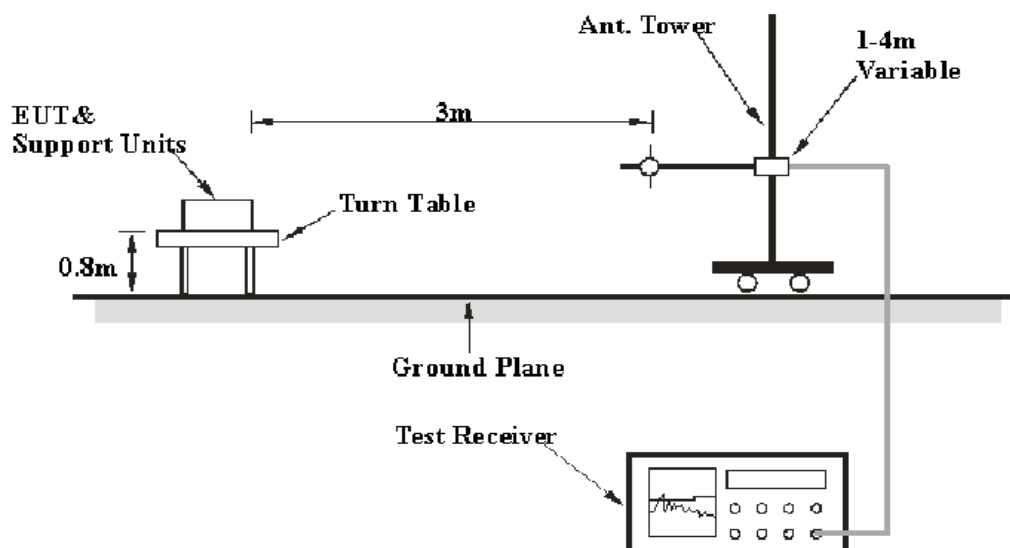 Ant. Tower
1-4m
Variable
3m
EUT&
Support Units
Turn Table
0.8m
Ground Plane
Test Receiver